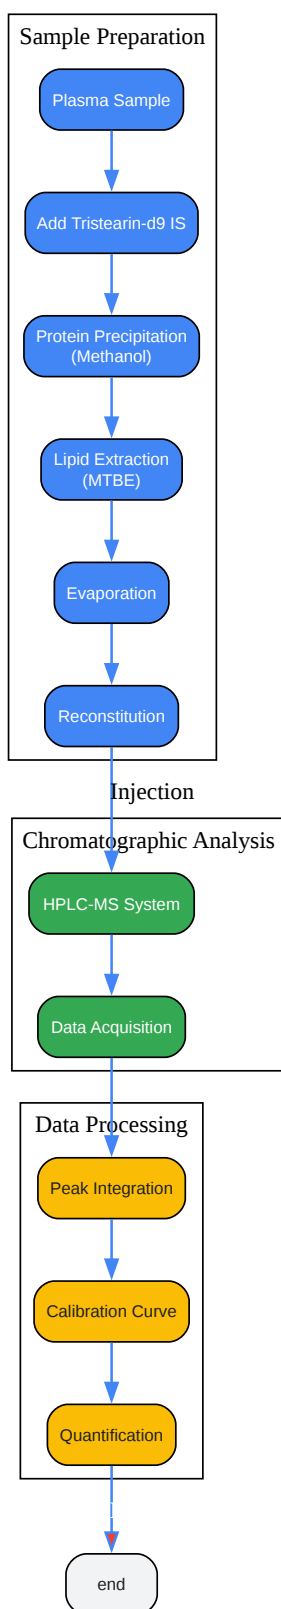 Sample Preparation
Plasma Sample
Add Tristearin-d9 IS
Protein Precipitation
(Methanol)
Lipid Extraction
(MTBE)
Evaporation
Reconstitution
Injection
Chromatographic Analysis
HPLC-MS System
Data Acquisition
Data Processing
Peak Integration
Calibration Curve
Quantification
end